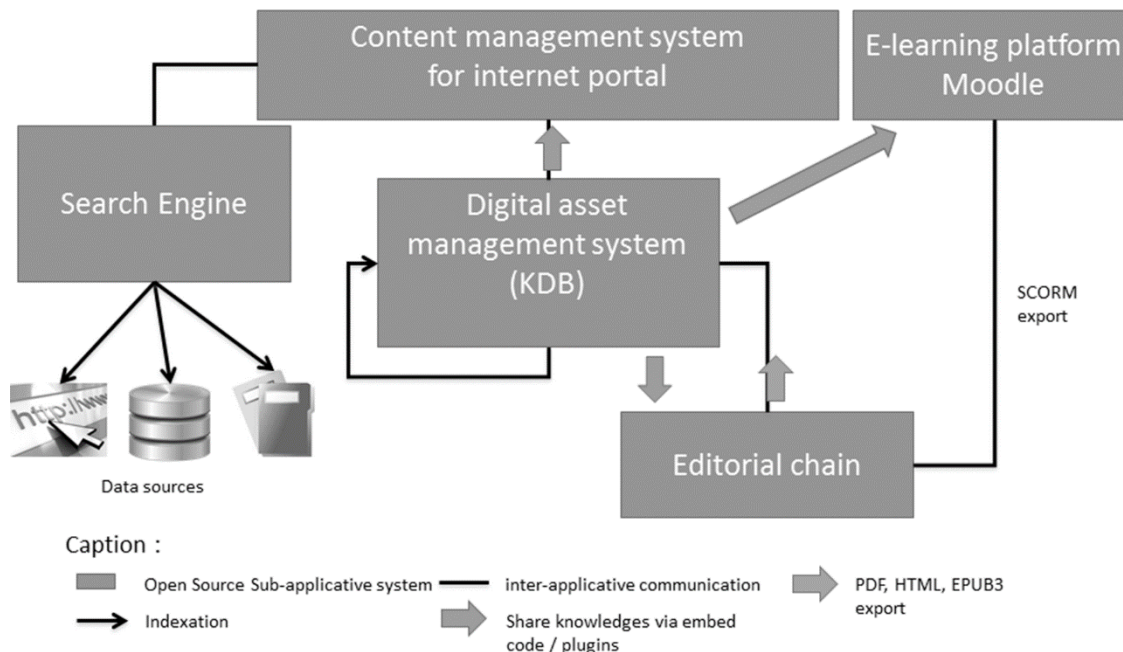 Content management system
for internet portal
E-learning platform
Moodle
Search Engine
Digital asset
management system
(KDB)
SCORM
export
Editorial chain
http://www
Data sources
Caption :
Open Source Sub-applicative system
inter-applicative communication
PDF, HTML, EPUB3
export
Indexation
Share knowledges via embed
code / plugins